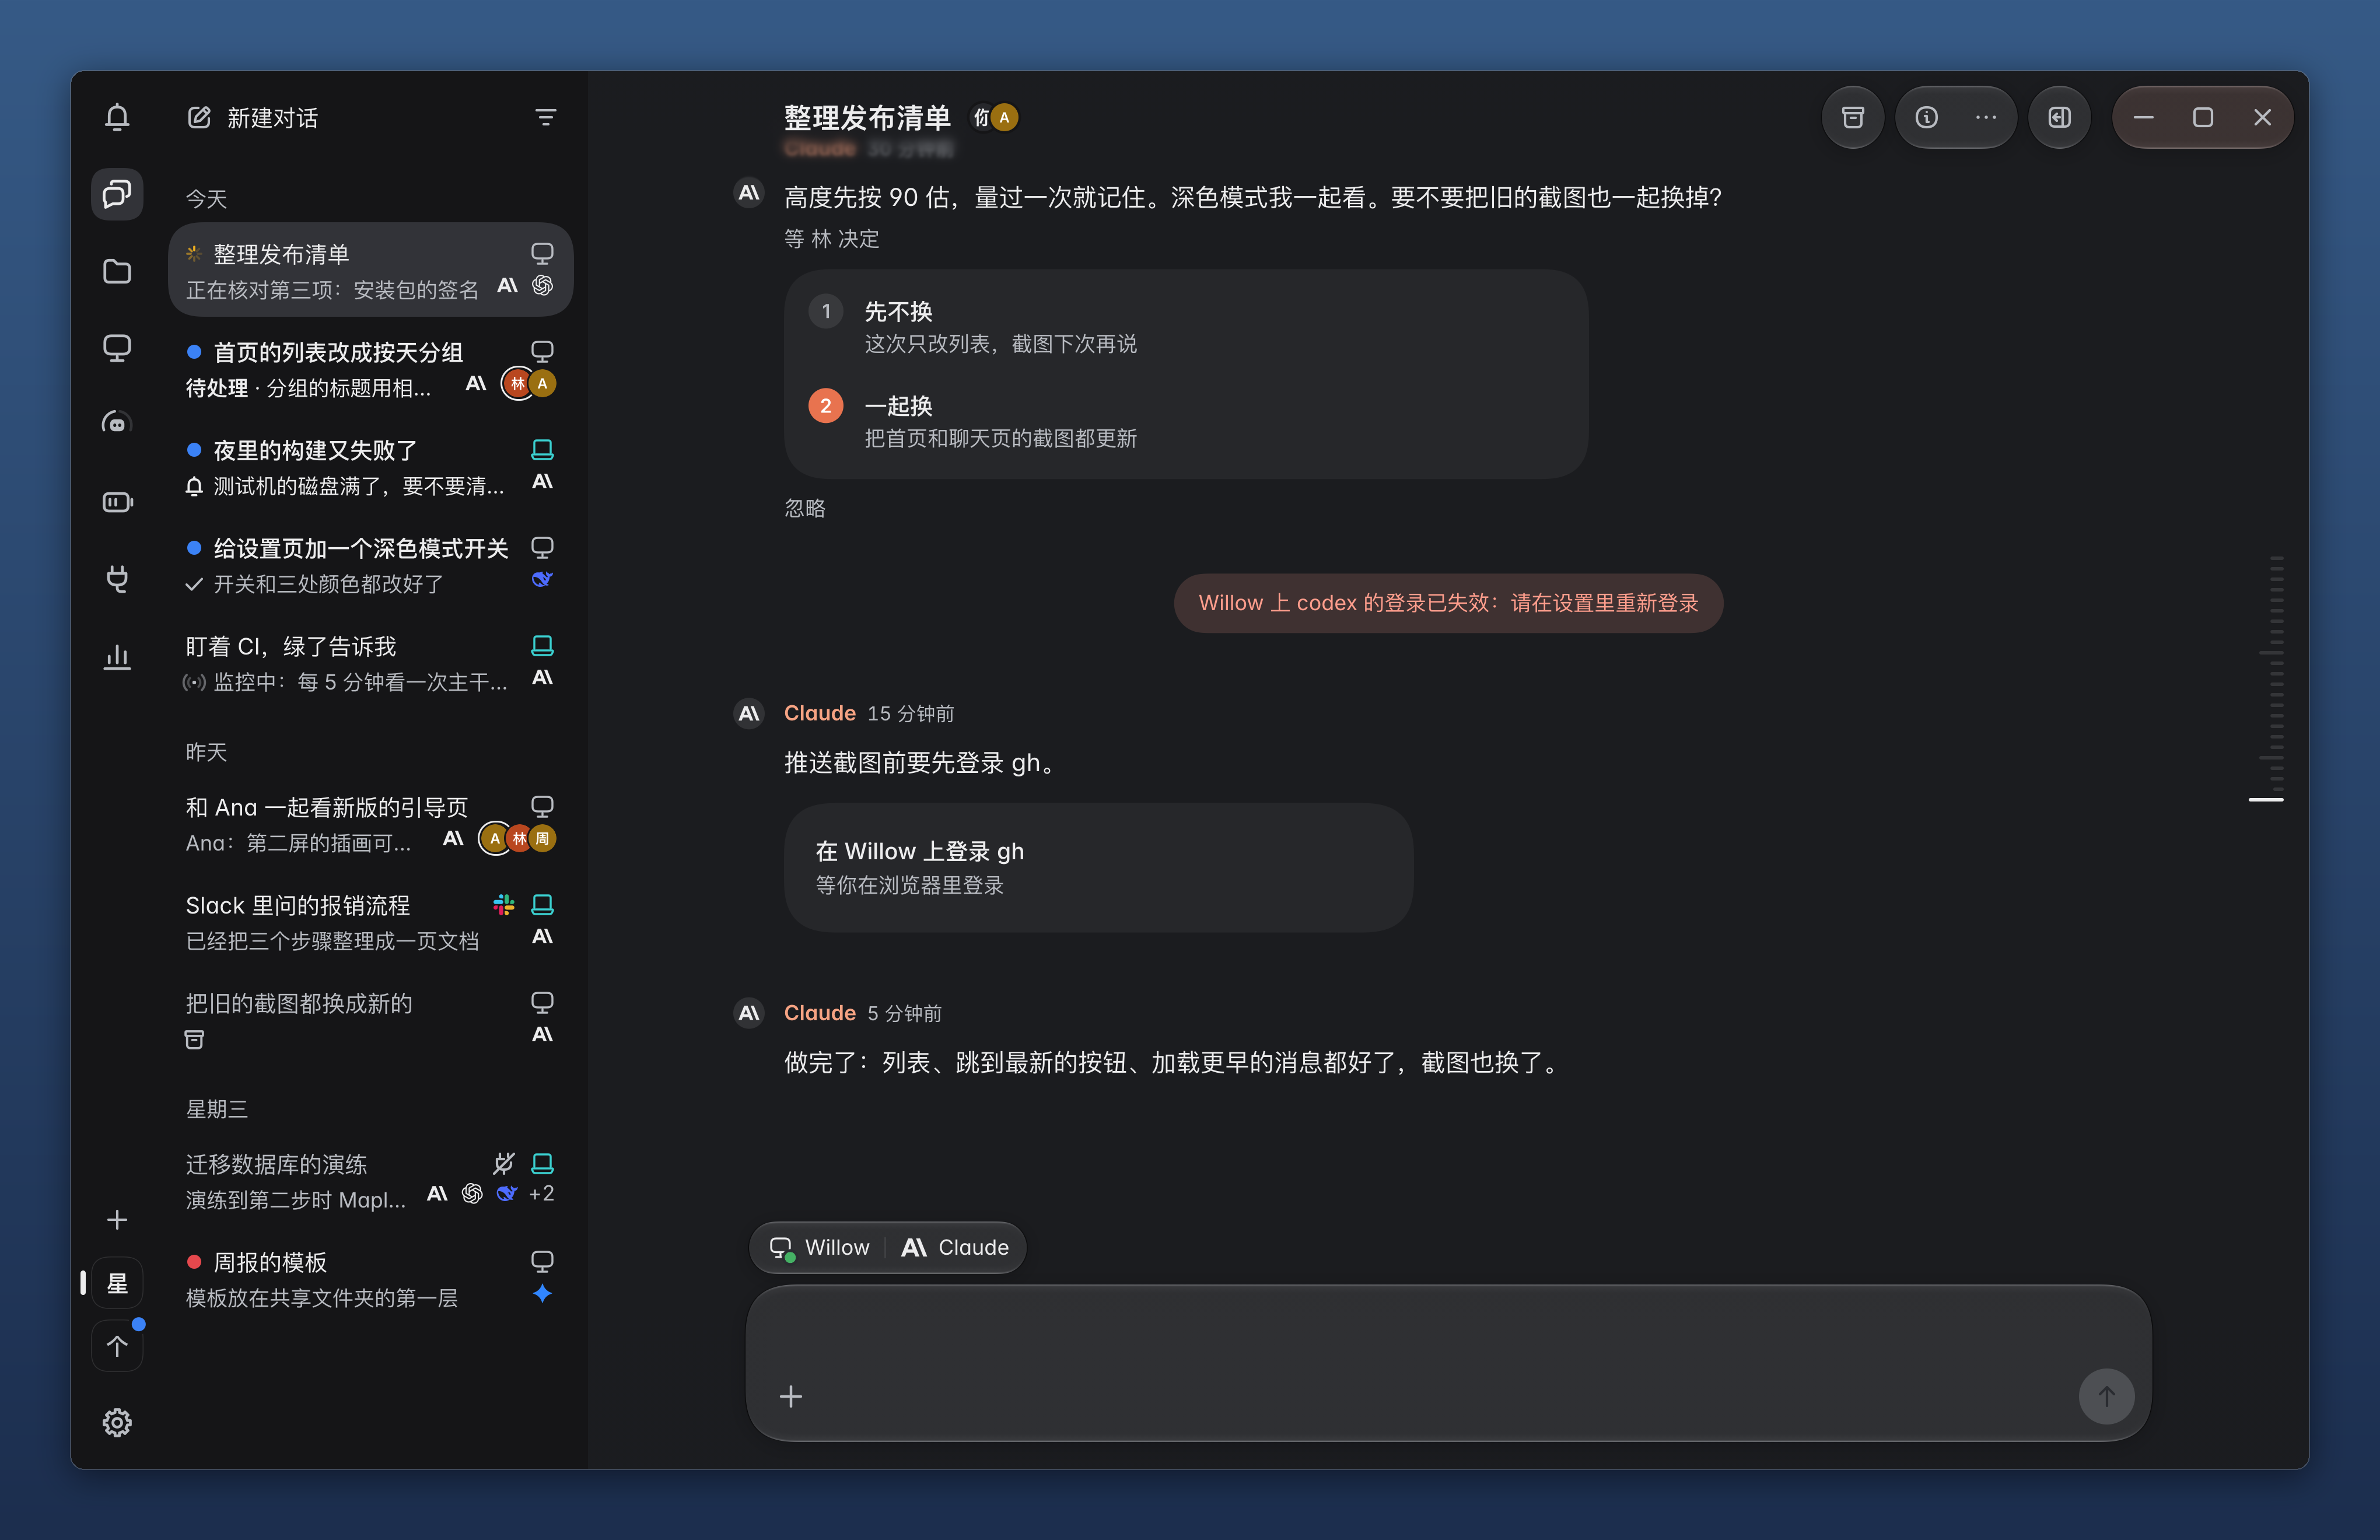 新建对话
今天
整理发布清单
正在核对第三项：安装包的签名
首页的列表改成按天分组
待处理 · 分组的标题用相...
林 A
夜里的构建又失败了
测试机的磁盘满了，要不要清...
给设置页加一个深色模式开关
开关和三处颜色都改好了
盯着 CI，绿了告诉我
监控中：每 5 分钟看一次主干...
昨天
和 Ana 一起看新版的引导页
Ana：第二屏的插画可...
A 林 周
Slack 里问的报销流程
已经把三个步骤整理成一页文档
把旧的截图都换成新的
星期三
迁移数据库的演练
演练到第二步时 Mapl...
+2
周报的模板
模板放在共享文件夹的第一层
星
个
整理发布清单
你 A
Claude 30 分钟前
高度先按 90 估，量过一次就记住。深色模式我一起看。要不要把旧的截图也一起换掉？
等 林 决定
1 先不换
这次只改列表，截图下次再说
2 一起换
把首页和聊天页的截图都更新
忽略
Willow 上 codex 的登录已失效：请在设置里重新登录
Claude 15 分钟前
推送截图前要先登录 gh。
在 Willow 上登录 gh
等你在浏览器里登录
Claude 5 分钟前
做完了：列表、跳到最新的按钮、加载更早的消息都好了，截图也换了。
Willow Claude